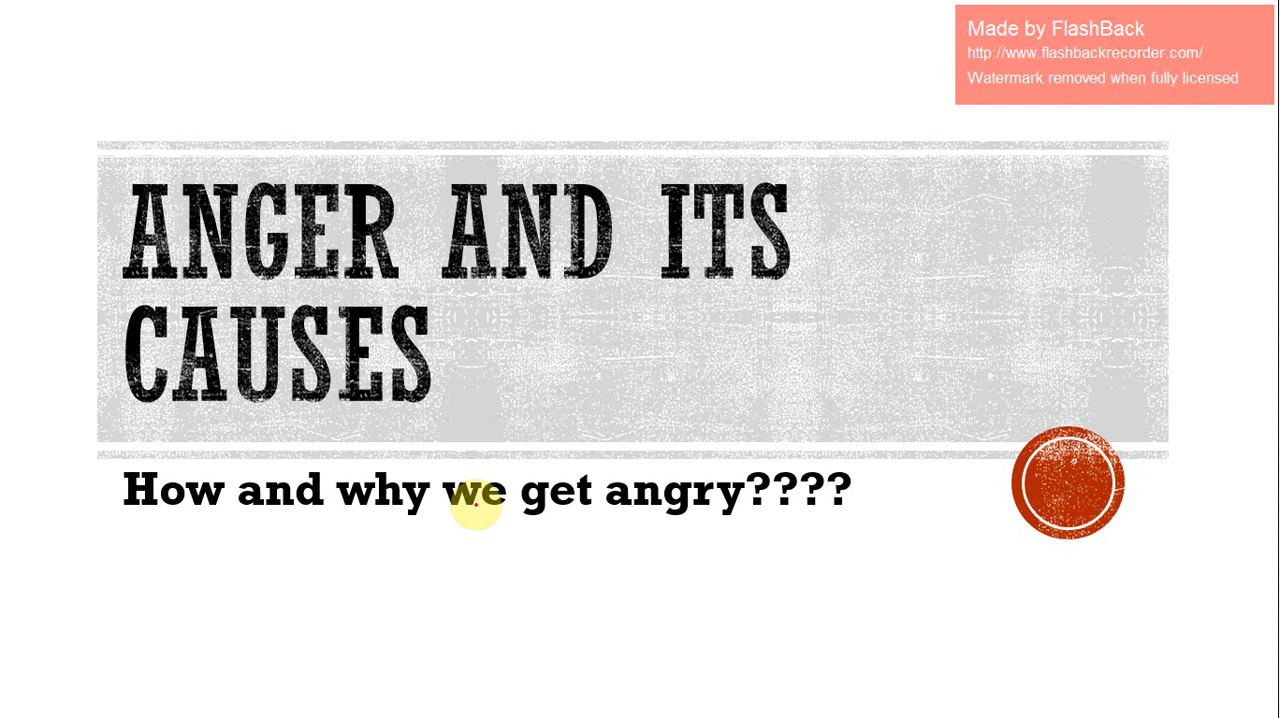 Made by FlashBack
http://www.flashbackrecorder.com/
Watermark removed when fully licensed
ANGER AND ITS
CAUSES
How and why we get angry????